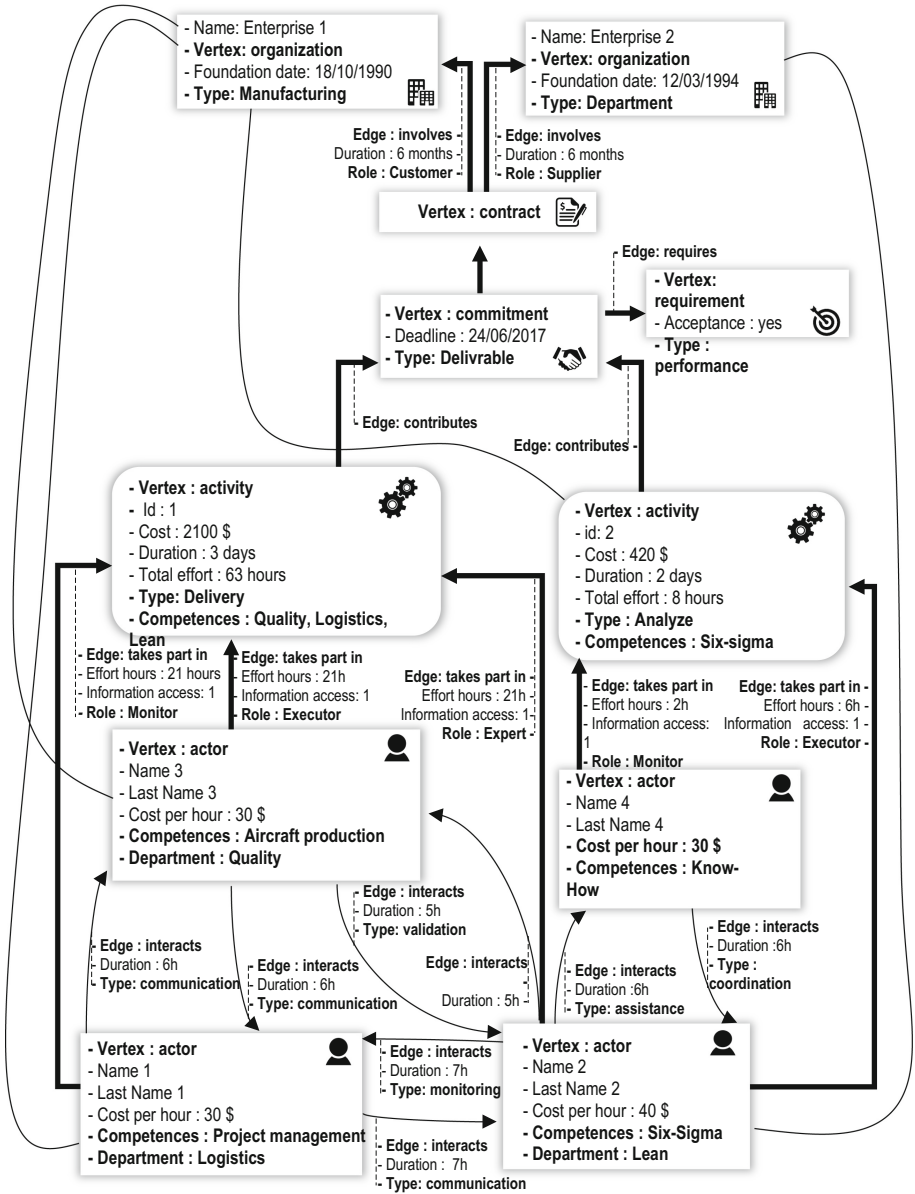 - Name: Enterprise 1
- Vertex: organization
- Foundation date: 18/10/1990
- Type: Manufacturing
- Name: Enterprise 2
- Vertex: organization
- Foundation date: 12/03/1994
- Type: Department
Edge : involves -
Duration : 6 months -
Role : Customer -
- Edge: involves
- Duration : 6 months
- Role : Supplier
Vertex : contract
- Edge: requires
- Vertex:
requirement
- Acceptance : yes
- Type :
performance
- Vertex : commitment
- Deadline : 24/06/2017
- Type: Delivrable
- Edge: contributes
Edge: contributes -
- Vertex : activity
- Id : 1
- Cost : 2100 $
- Duration : 3 days
- Total effort : 63 hours
- Type: Delivery
- Competences : Quality, Logistics,
Lean
- Vertex : activity
- id: 2
- Cost : 420 $
- Duration : 2 days
- Total effort : 8 hours
- Type : Analyze
- Competences : Six-sigma
- Edge: takes part in
- Effort hours : 21 hours
- Information access: 1
- Role : Monitor
- Edge: takes part in
- Effort hours : 21h
- Information access: 1
- Role : Executor
Edge: takes part in -
Effort hours : 21h -
Information access: 1-
Role : Expert -
- Edge: takes part in
- Effort hours : 2h
- Information access:
1
- Role : Monitor
Edge: takes part in -
Effort hours : 6h -
Information access: 1 -
Role : Executor -
- Vertex : actor
- Name 3
- Last Name 3
- Cost per hour : 30 $
- Competences : Aircraft production
- Department : Quality
- Vertex : actor
- Name 4
- Last Name 4
- Cost per hour : 30 $
- Competences : Know-
How
- Edge : interacts
- Duration : 5h
- Type: validation
- Edge : interacts
- Duration : 6h
- Type: communication
- Edge : interacts
- Duration : 6h
- Type: communication
Edge : interacts
-
Duration : 5h -
- Edge : interacts
- Duration :6h
- Type: assistance
- Edge : interacts
- Duration :6h
- Type :
coordination
- Vertex : actor
- Name 1
- Last Name 1
- Cost per hour : 30 $
- Competences : Project management
- Department : Logistics
- Edge : interacts
- Duration : 7h
- Type: monitoring
- Edge : interacts
- Duration : 7h
- Type: communication
- Vertex : actor
- Name 2
- Last Name 2
- Cost per hour : 40 $
- Competences : Six-Sigma
- Department : Lean